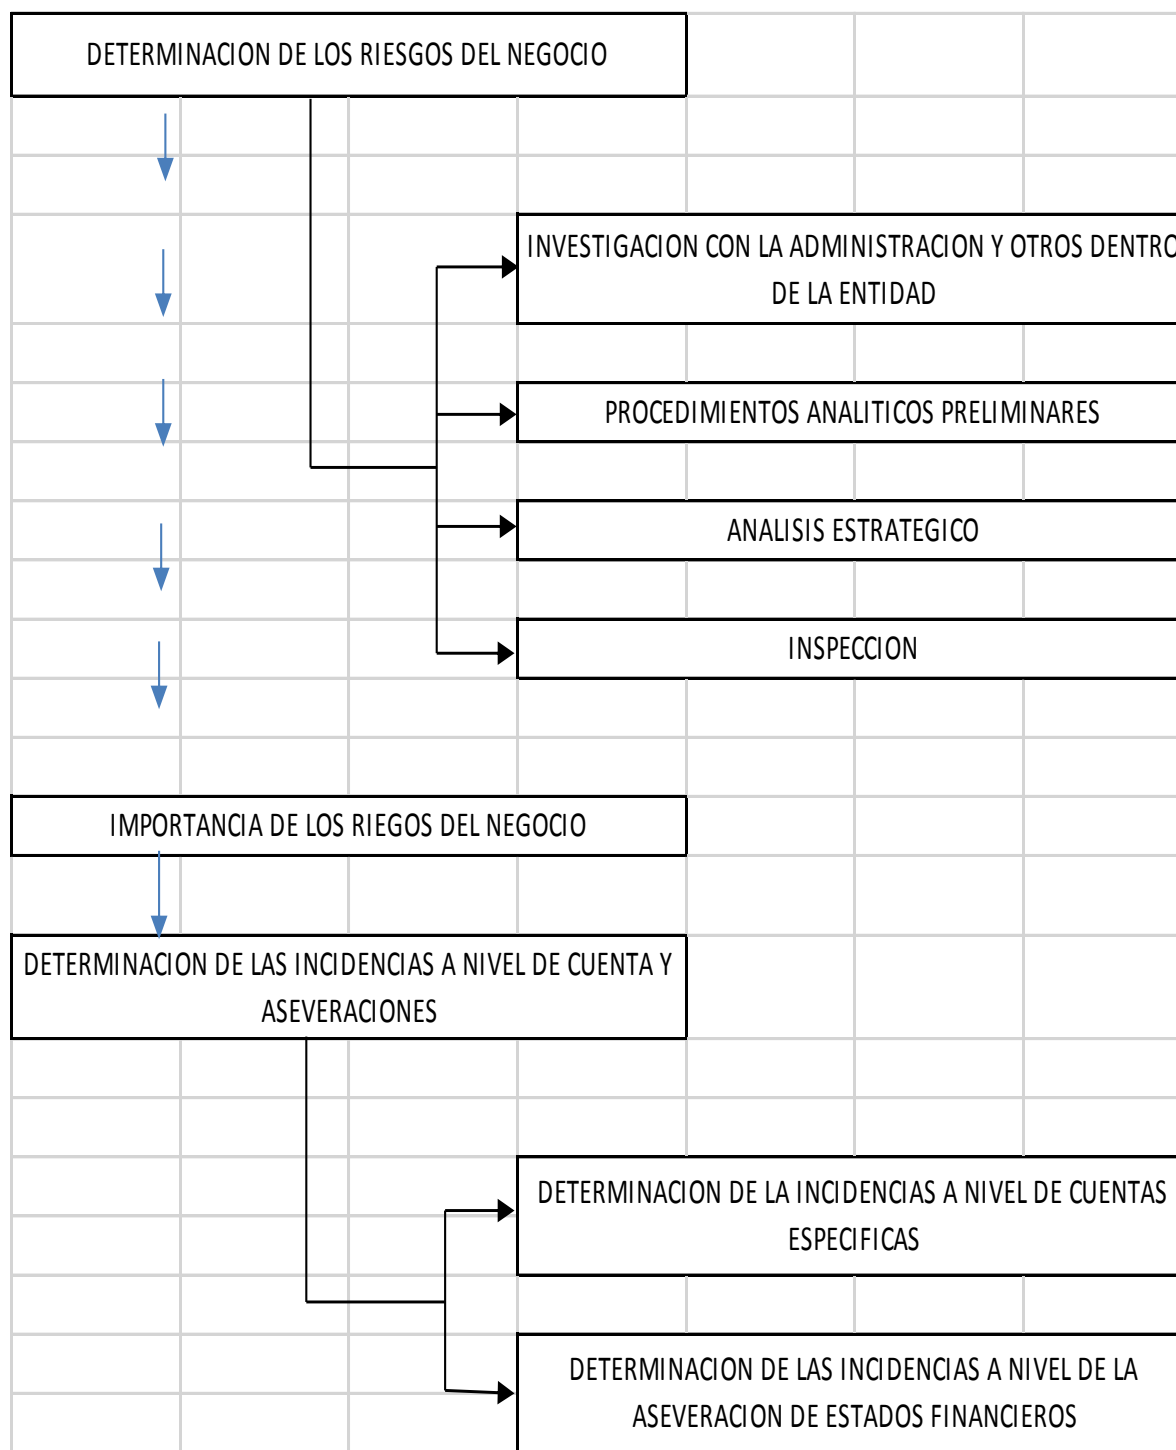 DETERMINACION DE LOS RIESGOS DEL NEGOCIO
INVESTIGACION CON LA ADMINISTRACION Y OTROS DENTRO
DE LA ENTIDAD
PROCEDIMIENTOS ANALITICOS PRELIMINARES
ANALISIS ESTRATEGICO
INSPECCION
IMPORTANCIA DE LOS RIEGOS DEL NEGOCIO
DETERMINACION DE LAS INCIDENCIAS A NIVEL DE CUENTA Y
ASEVERACIONES
DETERMINACION DE LA INCIDENCIAS A NIVEL DE CUENTAS
ESPECIFICAS
DETERMINACION DE LAS INCIDENCIAS A NIVEL DE LA
ASEVERACION DE ESTADOS FINANCIEROS